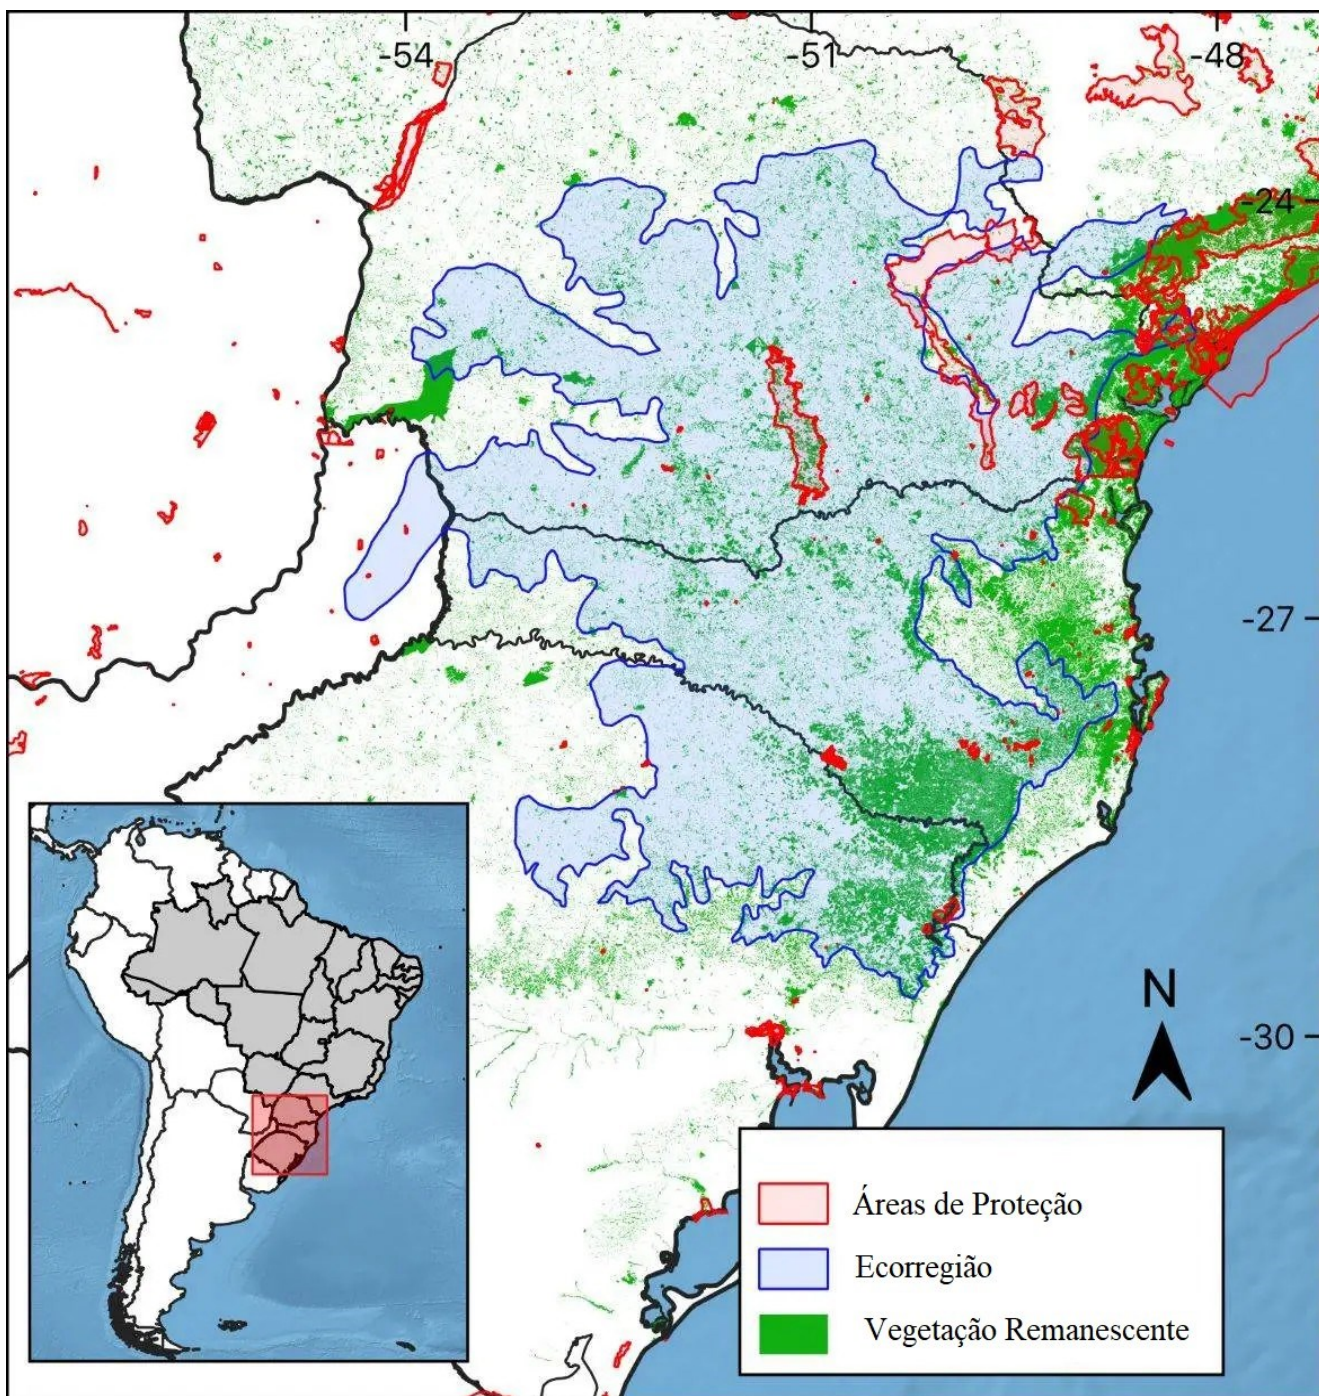 -54
-51
-48
-24
-27
-30
N
Áreas de Proteção
Ecorregião
Vegetação Remanescente